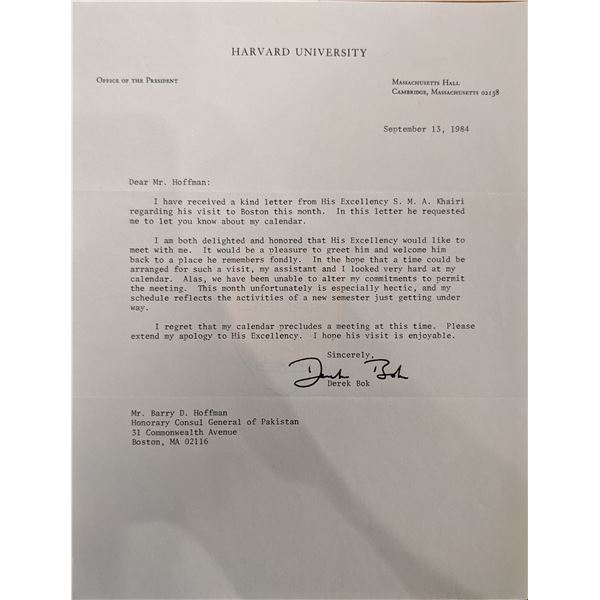 HARVARD UNIVERSITY
Office of the President
Massachusetts Hall
Cambridge, Massachusetts 02138
September 13, 1984
Dear Mr. Hoffman:
I have received a kind letter from His Excellency S. M. A. Khairi
regarding his visit to Boston this month. In this letter he requested
me to let you know about my calendar.
I am both delighted and honored that His Excellency would like to
meet with me. It would be a pleasure to greet him and welcome him
back to a place he remembers fondly. In the hope that a time could be
arranged for such a visit, my assistant and I looked very hard at my
calendar. Alas, we have been unable to alter my commitments to permit
the meeting. This month unfortunately is especially hectic, and my
schedule reflects the activities of a new semester just getting under
way.
I regret that my calendar precludes a meeting at this time. Please
extend my apology to His Excellency. I hope his visit is enjoyable.
Sincerely,
Derek Bok
Derek Bok
Mr. Barry D. Hoffman
Honorary Consul General of Pakistan
31 Commonwealth Avenue
Boston, MA 02116